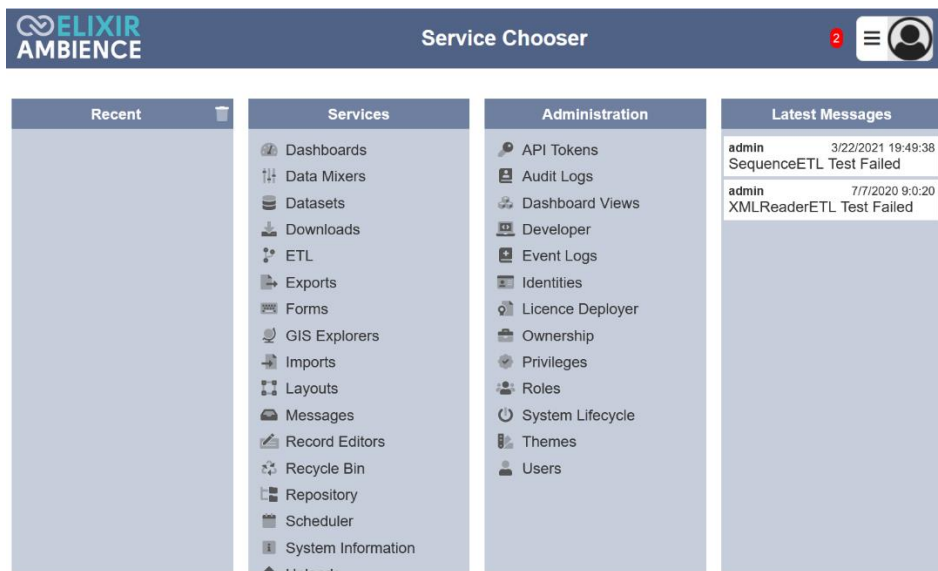 ELIXIR
AMBIENCE
Service Chooser
2
Recent
Services
Dashboards
Data Mixers
Datasets
Downloads
ETL
Exports
Forms
GIS Explorers
Imports
Layouts
Messages
Record Editors
Recycle Bin
Repository
Scheduler
System Information
Administration
API Tokens
Audit Logs
Dashboard Views
Developer
Event Logs
Identities
Licence Deployer
Ownership
Privileges
Roles
System Lifecycle
Themes
Users
Latest Messages
admin 3/22/2021 19:49:38
SequenceETL Test Failed
admin 7/7/2020 9:0:20
XMLReaderETL Test Failed